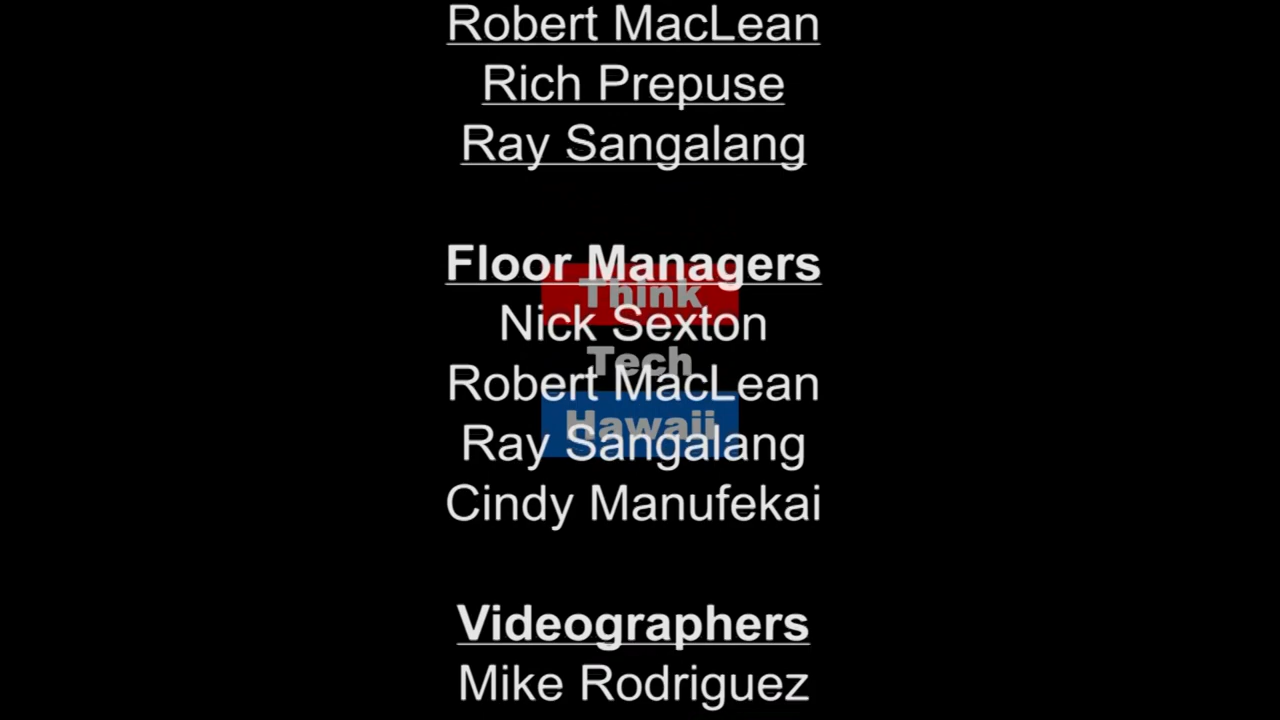 Robert MacLean
Rich Prepuse
Ray Sangalang
Floor Managers
Think
Nick Sexton
Tech
Robert MacLean
Hawaii
Ray Sangalang
Cindy Manufekai
Videographers
Mike Rodriguez